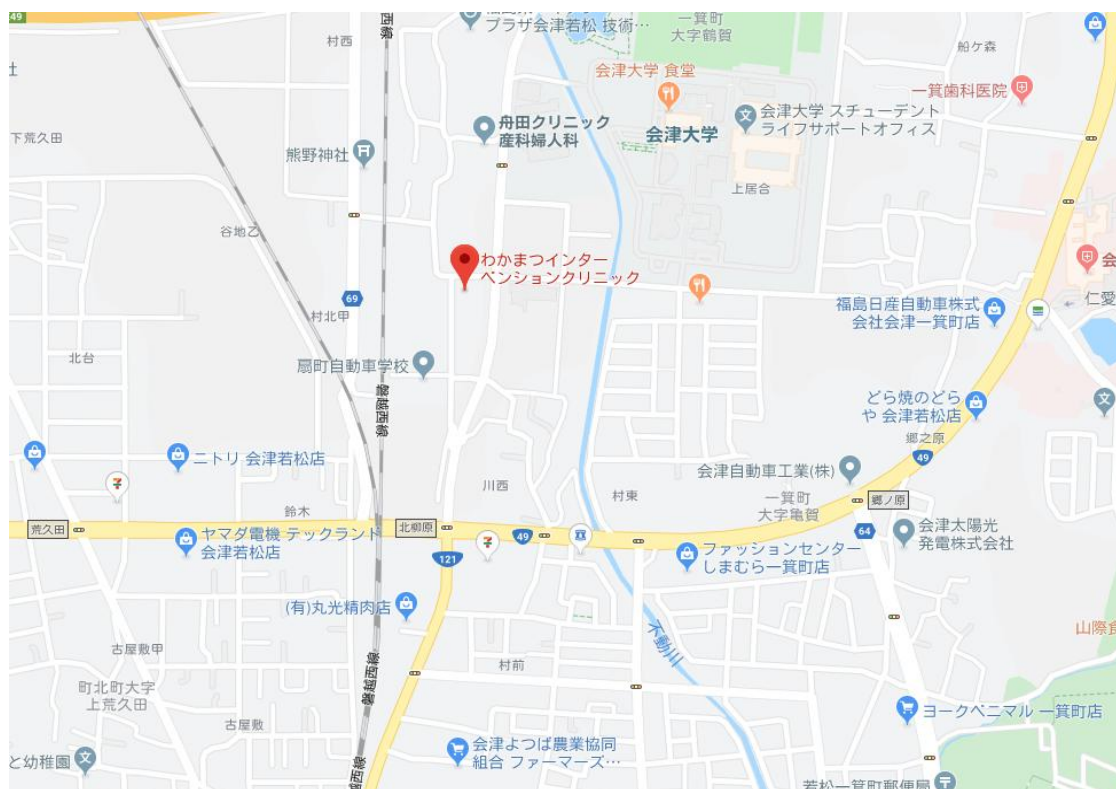 49
村西
西線
プラザ会津若松 技術…
一箕町
大字鶴賀
船ケ森
社
会津大学 食堂
一箕歯科医院
下荒久田
舟田クリニック
産科婦人科
会津大学
会津大学 スチューデント
ライフサポートオフィス
熊野神社
上居合
谷地乙
わかまつインター
ベンションクリニック
会
69
村北甲
福島日産自動車株式
会社会津一箕町店
仁愛
北台
扇町自動車学校
磐越西線
どら焼のどら
や 会津若松店
郷之原
49
ニトリ 会津若松店
会津自動車工業(株)
川西
村東
一箕町
大字亀賀
郷ノ原
鈴木
荒久田
北柳原
49
64
ヤマダ電機 テックランド
会津若松店
会津太陽光
発電株式会社
121
ファッションセンター
しまむら一箕町店
(有)丸光精肉店
不動川
山際食
古屋敷甲
磐越西線
村前
町北町大字
上荒久田
古屋敷
ヨークベニマル 一箕町店
会津よつば農業協同
組合 ファーマーズ…
と幼稚園
西線
若松一箕町郵便局